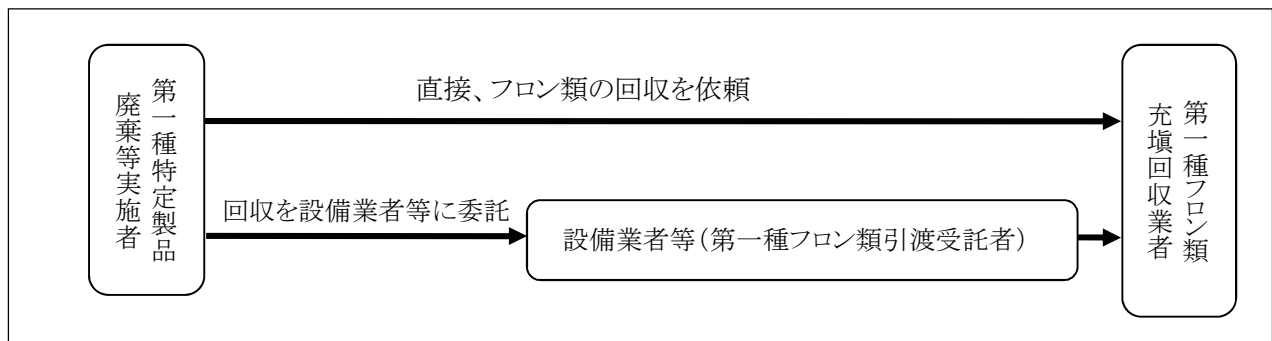 第一種特定製品
廃棄等実施者
直接、フロン類の回収を依頼
回収を設備業者等に委託
設備業者等(第一種フロン類引渡受託者)
第一種フロン類
充塡回収業者